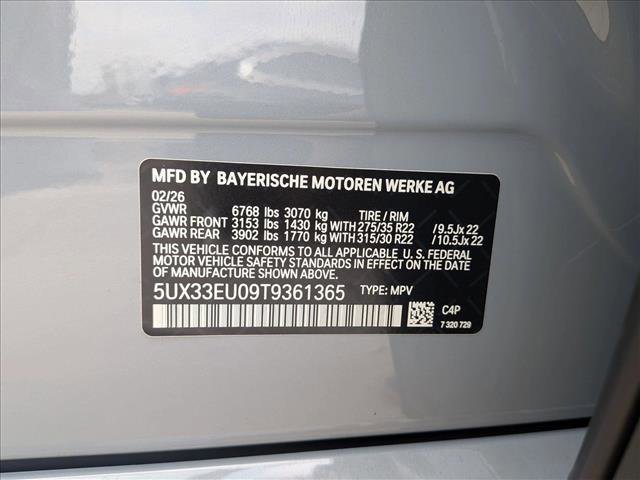 MFD BY BAYERISCHE MOTOREN WERKE AG
02/26
GVWR 6768 lbs 3070 kg TIRE / RIM
GAWR FRONT 3153 lbs 1430 kg WITH 275/35 R22 /9.5Jx 22
GAWR REAR 3902 lbs 1770 kg WITH 315/30 R22 /10.5Jx 22
THIS VEHICLE CONFORMS TO ALL APPLICABLE U. S. FEDERAL
MOTOR VEHICLE SAFETY STANDARDS IN EFFECT ON THE DATE OF
MANUFACTURE SHOWN ABOVE.
5UX33EU09T9361365 TYPE: MPV
C4P
7 320 729